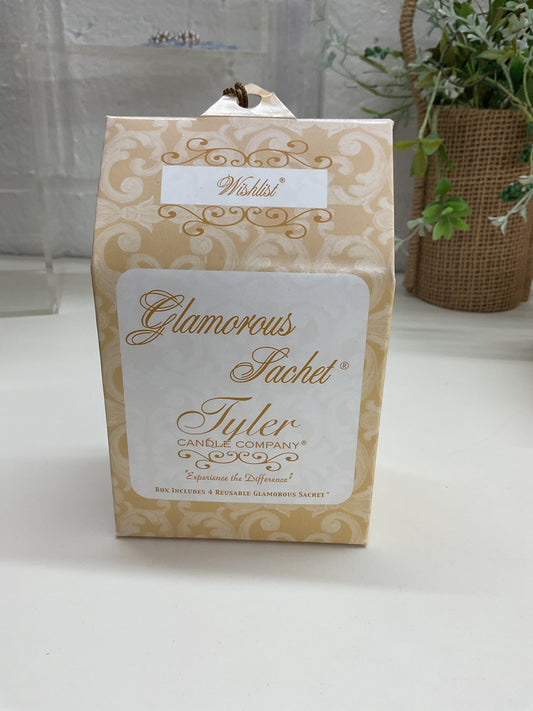 Wishlist®
Glamorous
Sachet®
Tyler
CANDLE COMPANY®
"Experience the Difference"
BOX INCLUDES 4 REUSABLE GLAMOROUS SACHET™